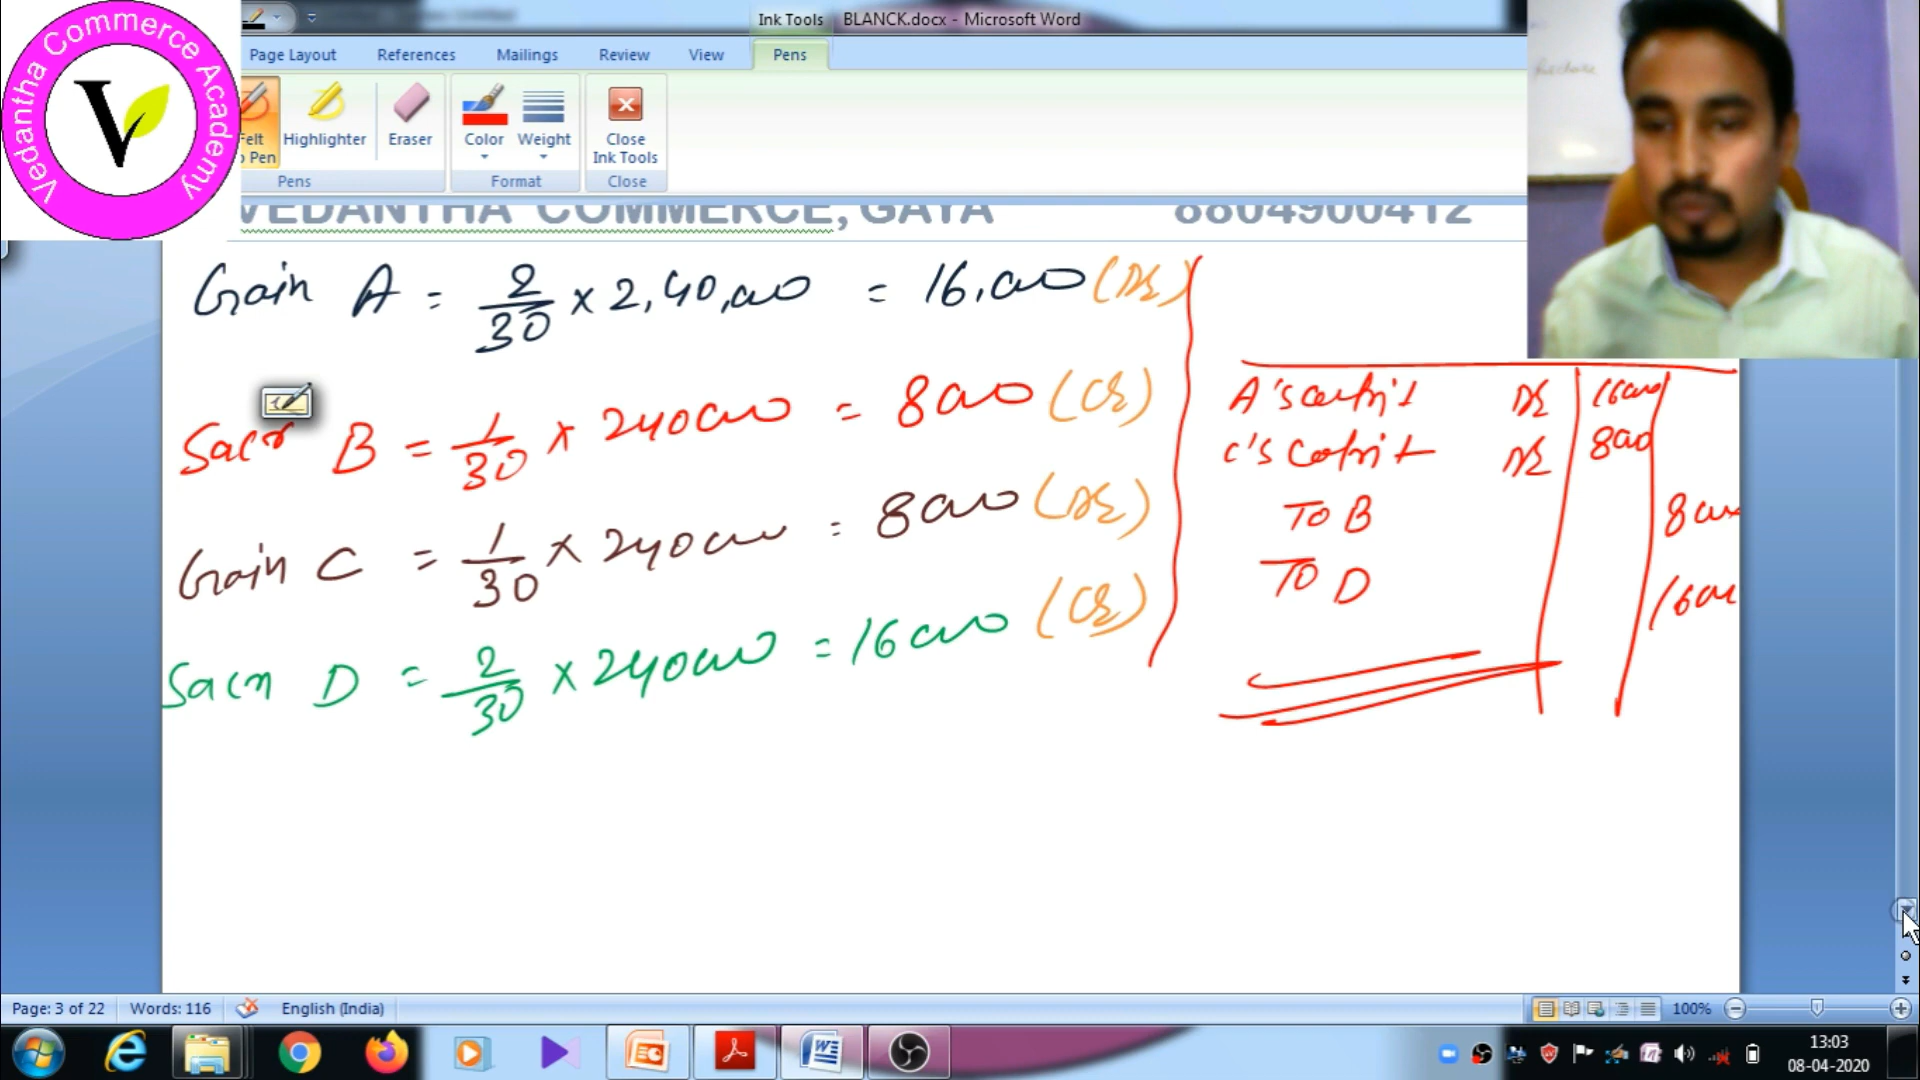 Vedantha Commerce Academy
V
Ink Tools
BLANCK.docx - Microsoft Word
Page Layout
References
Mailings
Review
View
Pens
Felt
Pen
Highlighter
Eraser
Color
Weight
Close
Ink Tools
Pens
Format
Close
VEDANTHA COMMERCE, GAYA 8804900412
Gain A = 2/30 × 2,40,000 = 16,000 (Dr)
Sacr B = 1/30 × 240000 = 8000 (Cr)
Gain C = 1/30 × 240000 = 8000 (Dr)
Sacr D = 2/30 × 240000 = 16000 (Cr)
A's Dr 16000
C's Dr 8000
To B 8000
To D 16000
Page: 3 of 22
Words: 116
English (India)
100%
13:03
08-04-2020